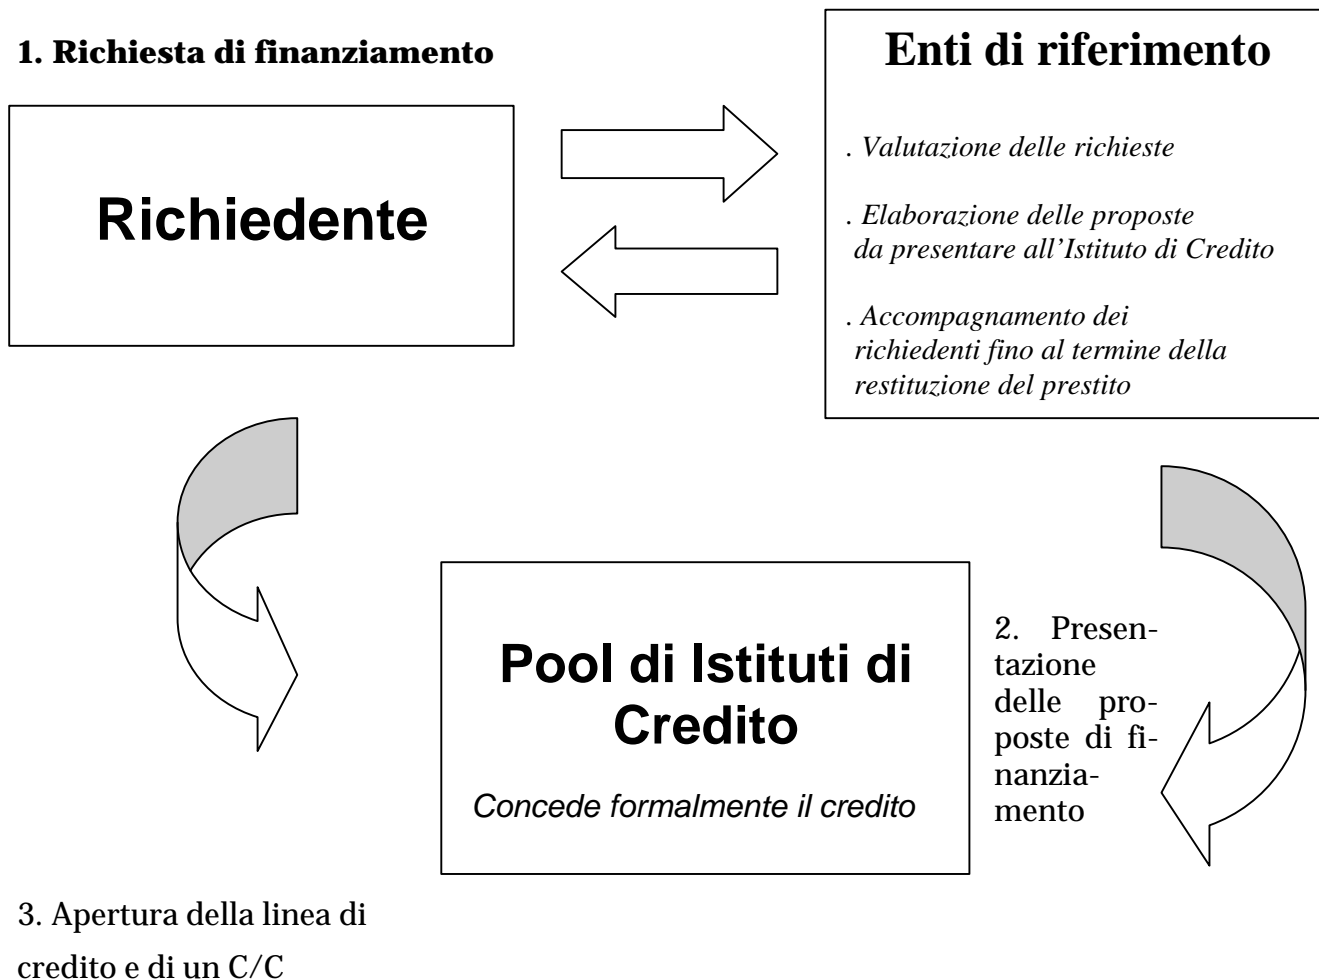 1. Richiesta di finanziamento
Richiedente
Enti di riferimento
. Valutazione delle richieste
. Elaborazione delle proposte
da presentare all’Istituto di Credito
. Accompagnamento dei
richiedenti fino al termine della
restituzione del prestito
Pool di Istituti di
Credito
Concede formalmente il credito
2. Presen-
tazione
delle pro-
poste di fi-
nanzia-
mento
3. Apertura della linea di
credito e di un C/C